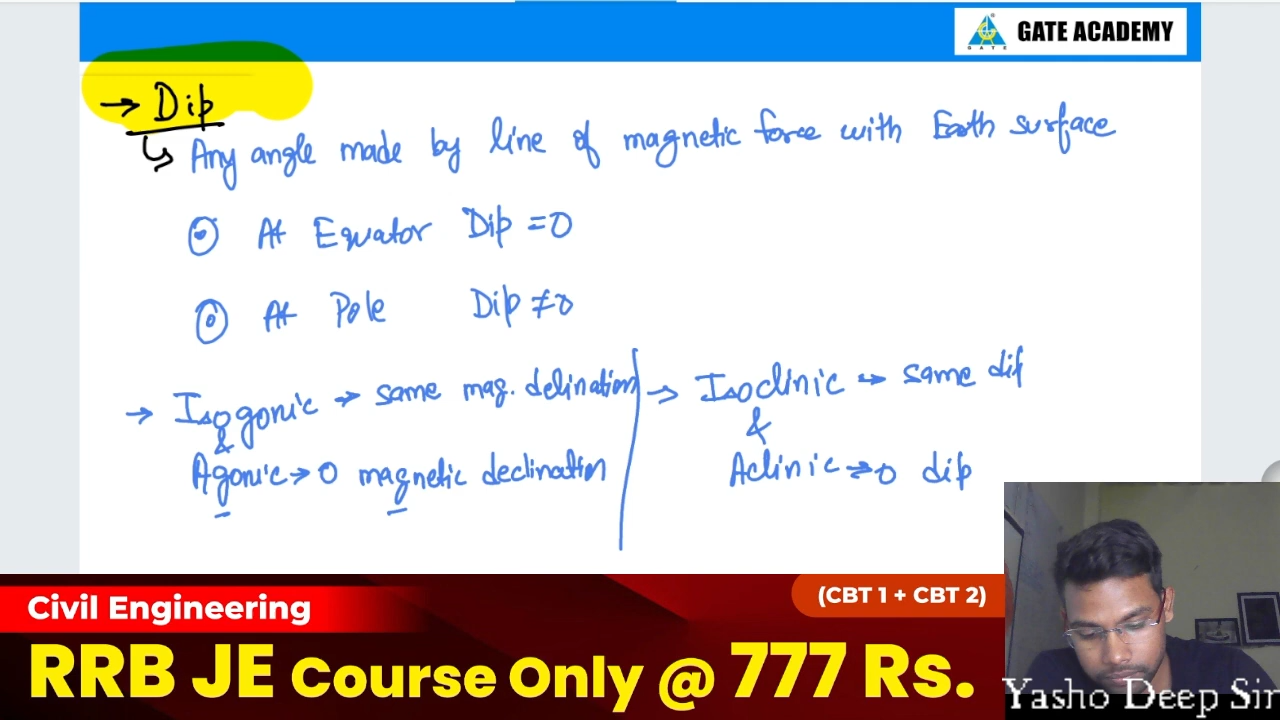 GATE ACADEMY
GATE
→ Dip
↳ Any angle made by line of magnetic force with Earth surface
⊙ At Equator Dip = 0
⊙ At Pole Dip ≠ 0
→ Isogonic → same mag. delination
&
Agonic → 0 magnetic declination
→ Isoclinic → same dip
&
Aclinic → 0 dip
Civil Engineering
(CBT 1 + CBT 2)
RRB JE Course Only @ 777 Rs.
Yasho Deep Sir